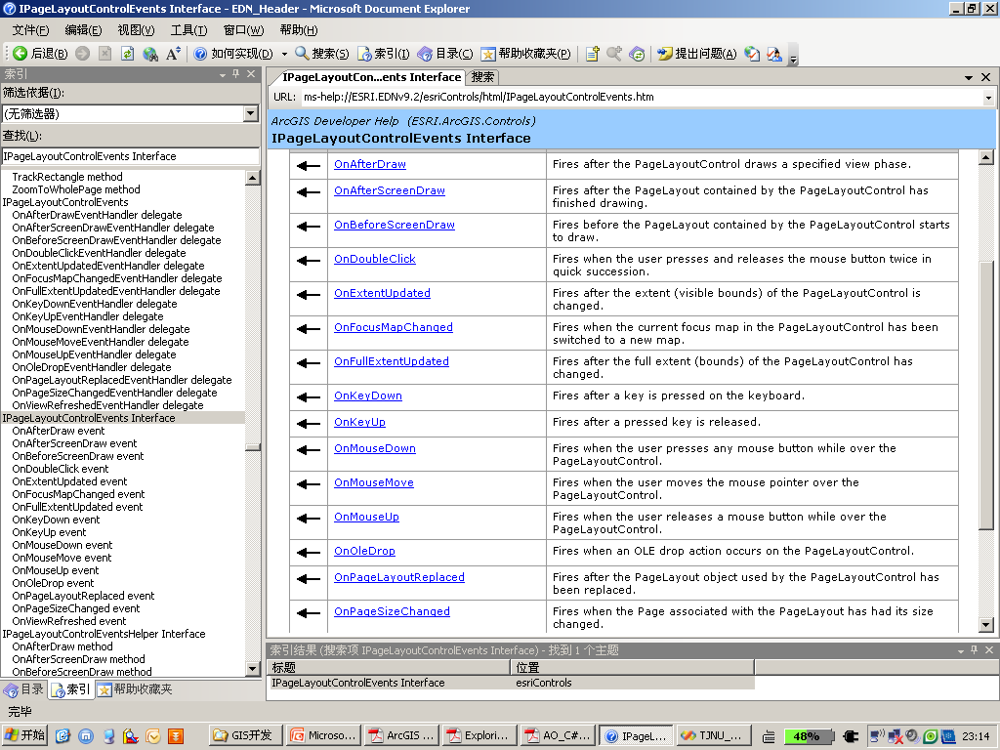 IPageLayoutControlEvents Interface - EDN_Header - Microsoft Document Explorer
文件(F) 编辑(E) 视图(V) 工具(T) 窗口(W) 帮助(H)
后退(B) 如何实现(D) 搜索(S) 索引(I) 目录(C) 帮助收藏夹(P) 提出问题(A)
索引
筛选依据(I):
(无筛选器)
查找(L):
IPageLayoutControlEvents Interface
TrackRectangle method
ZoomToWholePage method
IPageLayoutControlEvents
OnAfterDrawEventHandler delegate
OnAfterScreenDrawEventHandler delegate
OnBeforeScreenDrawEventHandler delegate
OnDoubleClickEventHandler delegate
OnExtentUpdatedEventHandler delegate
OnFocusMapChangedEventHandler delegate
OnFullExtentUpdatedEventHandler delegate
OnKeyDownEventHandler delegate
OnKeyUpEventHandler delegate
OnMouseDownEventHandler delegate
OnMouseMoveEventHandler delegate
OnMouseUpEventHandler delegate
OnOleDropEventHandler delegate
OnPageLayoutReplacedEventHandler delegate
OnPageSizeChangedEventHandler delegate
OnViewRefreshedEventHandler delegate
IPageLayoutControlEvents Interface
OnAfterDraw event
OnAfterScreenDraw event
OnBeforeScreenDraw event
OnDoubleClick event
OnExtentUpdated event
OnFocusMapChanged event
OnFullExtentUpdated event
OnKeyDown event
OnKeyUp event
OnMouseDown event
OnMouseMove event
OnMouseUp event
OnOleDrop event
OnPageLayoutReplaced event
OnPageSizeChanged event
OnViewRefreshed event
IPageLayoutControlEventsHelper Interface
OnAfterDraw method
OnAfterScreenDraw method
OnBeforeScreenDraw method
目录 索引 帮助收藏夹
IPageLayoutCon...ents Interface 搜索
URL: ms-help://ESRI.EDNv9.2/esriControls/html/IPageLayoutControlEvents.htm
ArcGIS Developer Help (ESRI.ArcGIS.Controls)
IPageLayoutControlEvents Interface
OnAfterDraw Fires after the PageLayoutControl draws a specified view phase.
OnAfterScreenDraw Fires after the PageLayout contained by the PageLayoutControl has
finished drawing.
OnBeforeScreenDraw Fires before the PageLayout contained by the PageLayoutControl starts
to draw.
OnDoubleClick Fires when the user presses and releases the mouse button twice in
quick succession.
OnExtentUpdated Fires after the extent (visible bounds) of the PageLayoutControl is
changed.
OnFocusMapChanged Fires when the current focus map in the PageLayoutControl has been
switched to a new map.
OnFullExtentUpdated Fires after the full extent (bounds) of the PageLayoutControl has
changed.
OnKeyDown Fires after a key is pressed on the keyboard.
OnKeyUp Fires after a pressed key is released.
OnMouseDown Fires when the user presses any mouse button while over the
PageLayoutControl.
OnMouseMove Fires when the user moves the mouse pointer over the
PageLayoutControl.
OnMouseUp Fires when the user releases a mouse button while over the
PageLayoutControl.
OnOleDrop Fires when an OLE drop action occurs on the PageLayoutControl.
OnPageLayoutReplaced Fires after the PageLayout object used by the PageLayoutControl has
been replaced.
OnPageSizeChanged Fires when the Page associated with the PageLayout has had its size
changed.
索引结果 (搜索项 IPageLayoutControlEvents Interface) - 找到 1 个主题
标题 位置
IPageLayoutControlEvents Interface esriControls
完毕
开始 GIS开发 Microso... ArcGIS ... Explori... AO_C#... IPageL... TJNU_... 48% 23:14